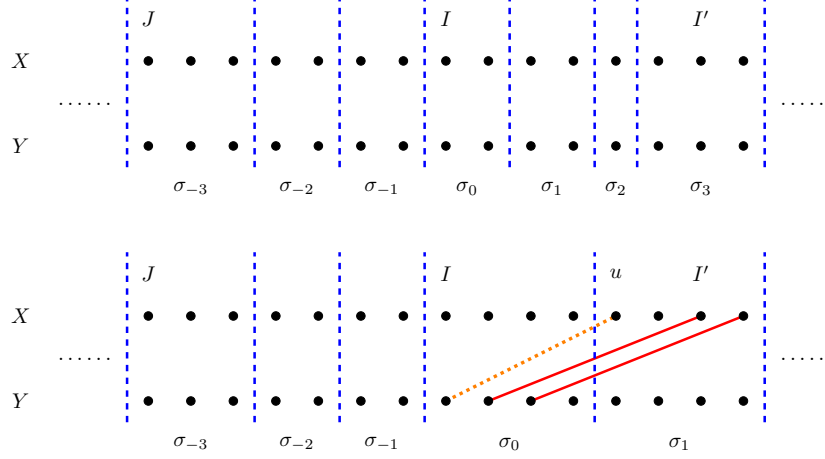 J I I′
X
...... .....
Y
σ₋₃ σ₋₂ σ₋₁ σ₀ σ₁ σ₂ σ₃
J I u I′
X
...... .....
Y
σ₋₃ σ₋₂ σ₋₁ σ₀ σ₁